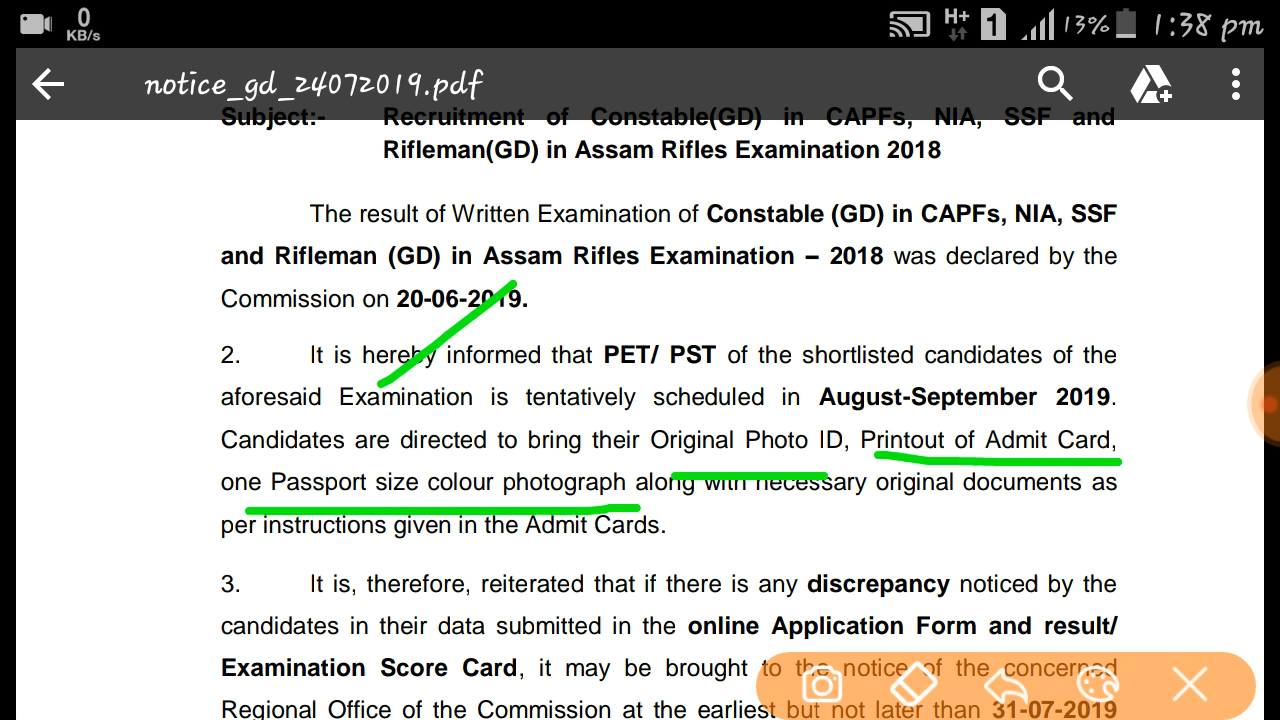 0
KB/s
H+ 1 13% 1:38 pm
notice_gd_24072019.pdf
Subject:- Recruitment of Constable(GD) in CAPFs, NIA, SSF and
Rifleman(GD) in Assam Rifles Examination 2018
The result of Written Examination of Constable (GD) in CAPFs, NIA, SSF
and Rifleman (GD) in Assam Rifles Examination – 2018 was declared by the
Commission on 20-06-2019.
2. It is hereby informed that PET/ PST of the shortlisted candidates of the
aforesaid Examination is tentatively scheduled in August-September 2019.
Candidates are directed to bring their Original Photo ID, Printout of Admit Card,
one Passport size colour photograph along with necessary original documents as
per instructions given in the Admit Cards.
3. It is, therefore, reiterated that if there is any discrepancy noticed by the
candidates in their data submitted in the online Application Form and result/
Examination Score Card, it may be brought to the notice of the concerned
Regional Office of the Commission at the earliest but not later than 31-07-2019